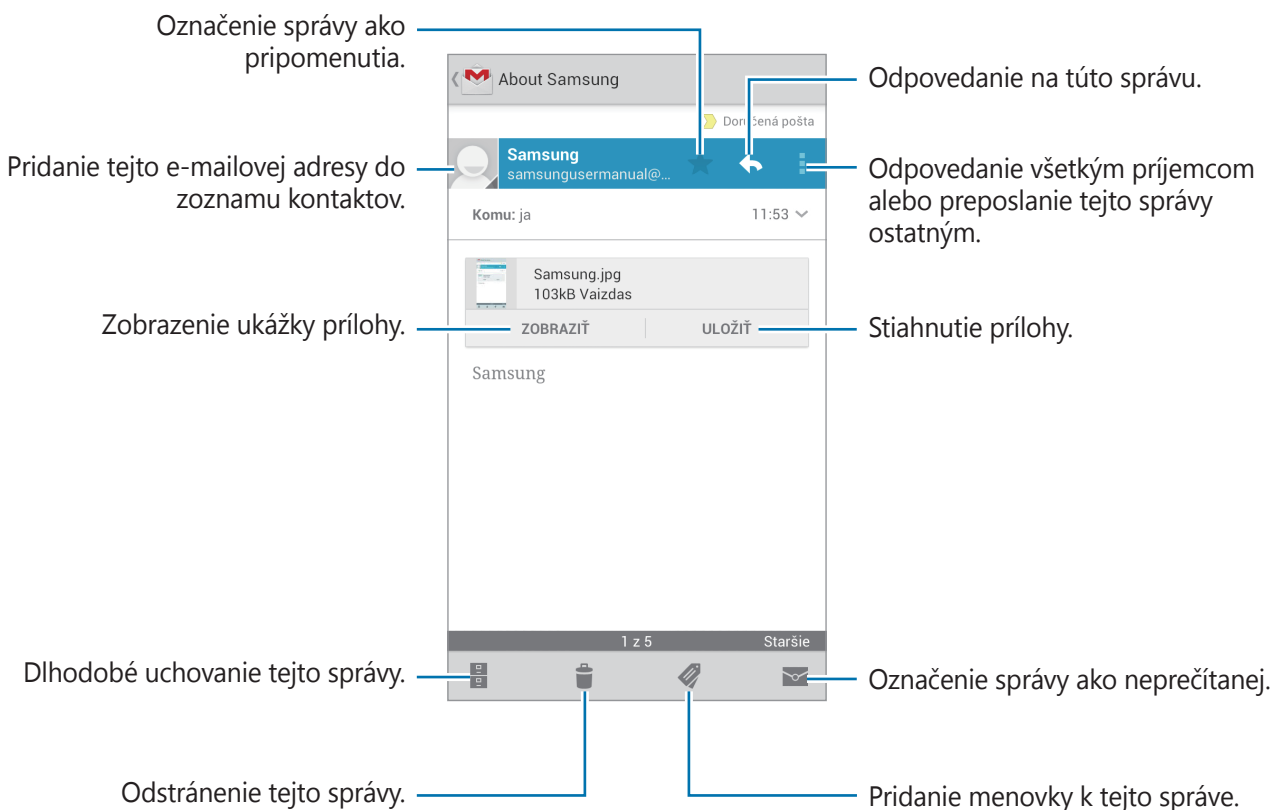 Označenie správy ako
pripomenutia.
About Samsung
Odpovedanie na túto správu.
Doručená pošta
Pridanie tejto e-mailovej adresy do
zoznamu kontaktov.
Samsung
samsungusermanual@...
Odpovedanie všetkým príjemcom
alebo preposlanie tejto správy
ostatným.
Komu: ja
11:53
Samsung.jpg
103kB Vaizdas
Zobrazenie ukážky prílohy.
ZOBRAZIŤ
ULOŽIŤ
Stiahnutie prílohy.
Samsung
1 z 5
Staršie
Dlhodobé uchovanie tejto správy.
Označenie správy ako neprečítanej.
Odstránenie tejto správy.
Pridanie menovky k tejto správe.